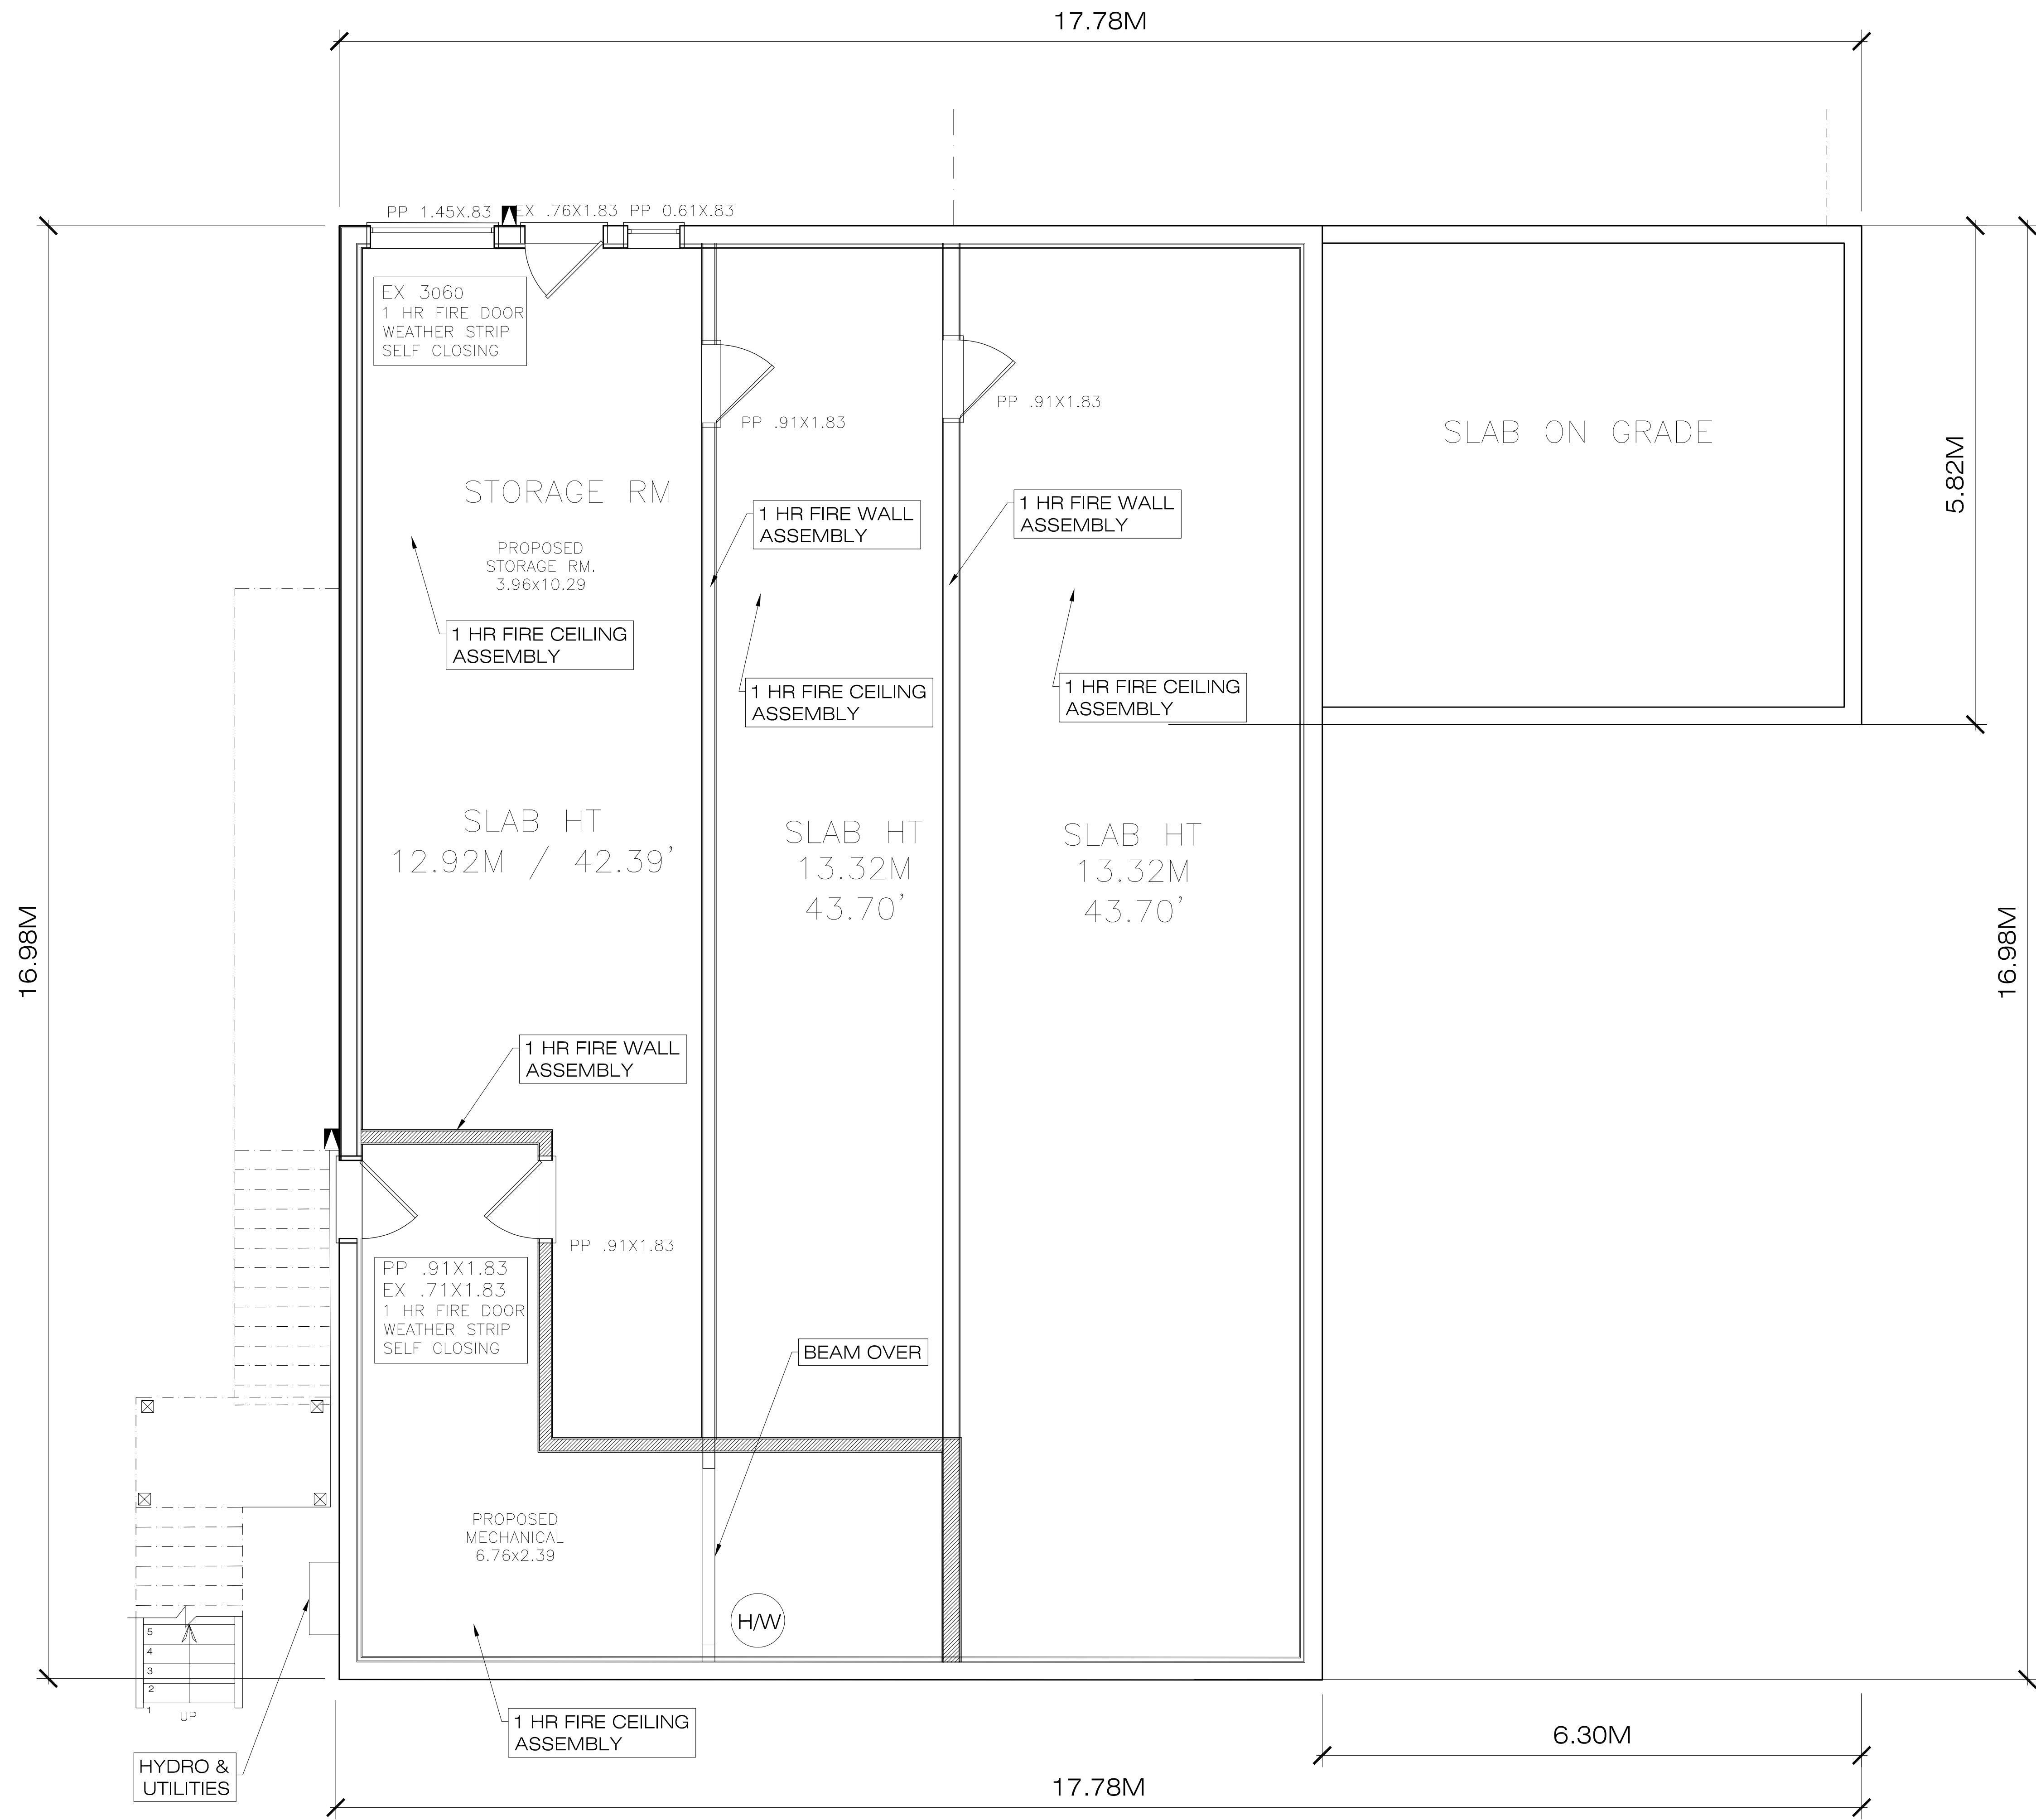 17.78M
PP 1.45X.83
EX .76X1.83
PP 0.61X.83
EX 3060
1 HR FIRE DOOR
WEATHER STRIP
SELF CLOSING
PP .91X1.83
PP .91X1.83
SLAB ON GRADE
5.82M
STORAGE RM
PROPOSED
STORAGE RM.
3.96x10.29
1 HR FIRE WALL
ASSEMBLY
1 HR FIRE WALL
ASSEMBLY
1 HR FIRE CEILING
ASSEMBLY
1 HR FIRE CEILING
ASSEMBLY
1 HR FIRE CEILING
ASSEMBLY
SLAB HT
12.92M / 42.39'
SLAB HT
13.32M
43.70'
SLAB HT
13.32M
43.70'
16.98M
16.98M
1 HR FIRE WALL
ASSEMBLY
PP .91X1.83
PP .91X1.83
EX .71X1.83
1 HR FIRE DOOR
WEATHER STRIP
SELF CLOSING
BEAM OVER
PROPOSED
MECHANICAL
6.76x2.39
H/W
5
4
3
2
1
UP
1 HR FIRE CEILING
ASSEMBLY
HYDRO &
UTILITIES
6.30M
17.78M